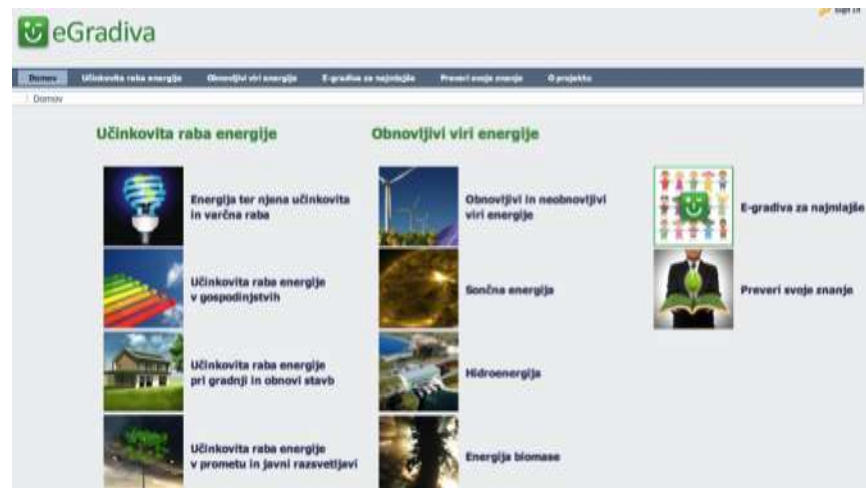 Sign in
eGradiva
Domov
Učinkovita raba energije
Obnovljivi viri energije
E-gradiva za najmlajše
Preveri svoje znanje
O projektu
Domov
Učinkovita raba energije
Obnovljivi viri energije
Energija ter njena učinkovita
in varčna raba
Obnovljivi in neobnovljivi
viri energije
E-gradiva za najmlajše
Učinkovita raba energije
v gospodinjstvih
Sončna energija
Preveri svoje znanje
Učinkovita raba energije
pri gradnji in obnovi stavb
Hidroenergija
Učinkovita raba energije
v prometu in javni razsvetljavi
Energija biomase